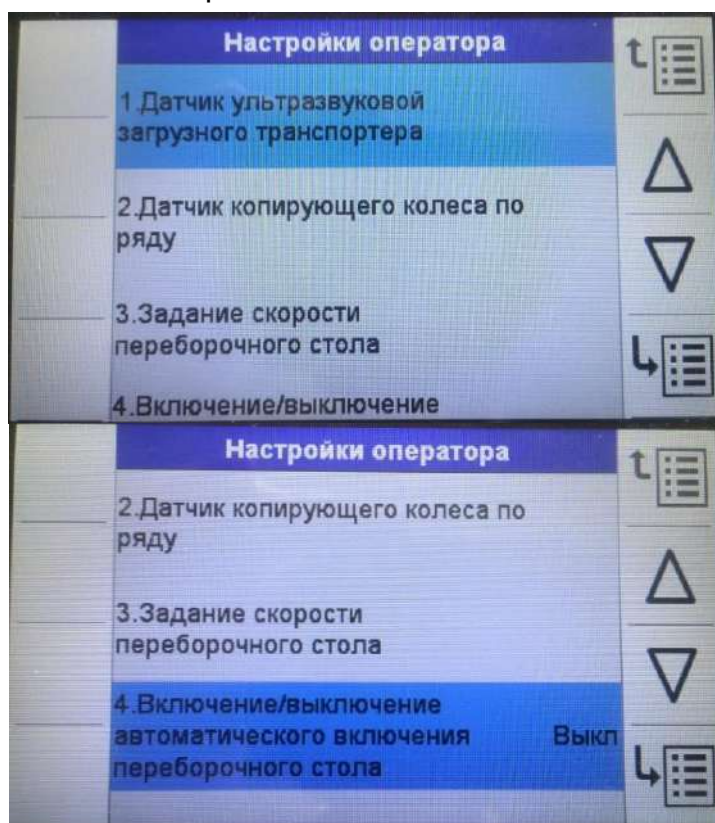 Настройки оператора
1.Датчик ультразвуковой
загрузного транспортера
2.Датчик копирующего колеса по
ряду
3.Задание скорости
переборочного стола
4.Включение/выключение
Настройки оператора
2.Датчик копирующего колеса по
ряду
3.Задание скорости
переборочного стола
4.Включение/выключение
автоматического включения Выкл
переборочного стола